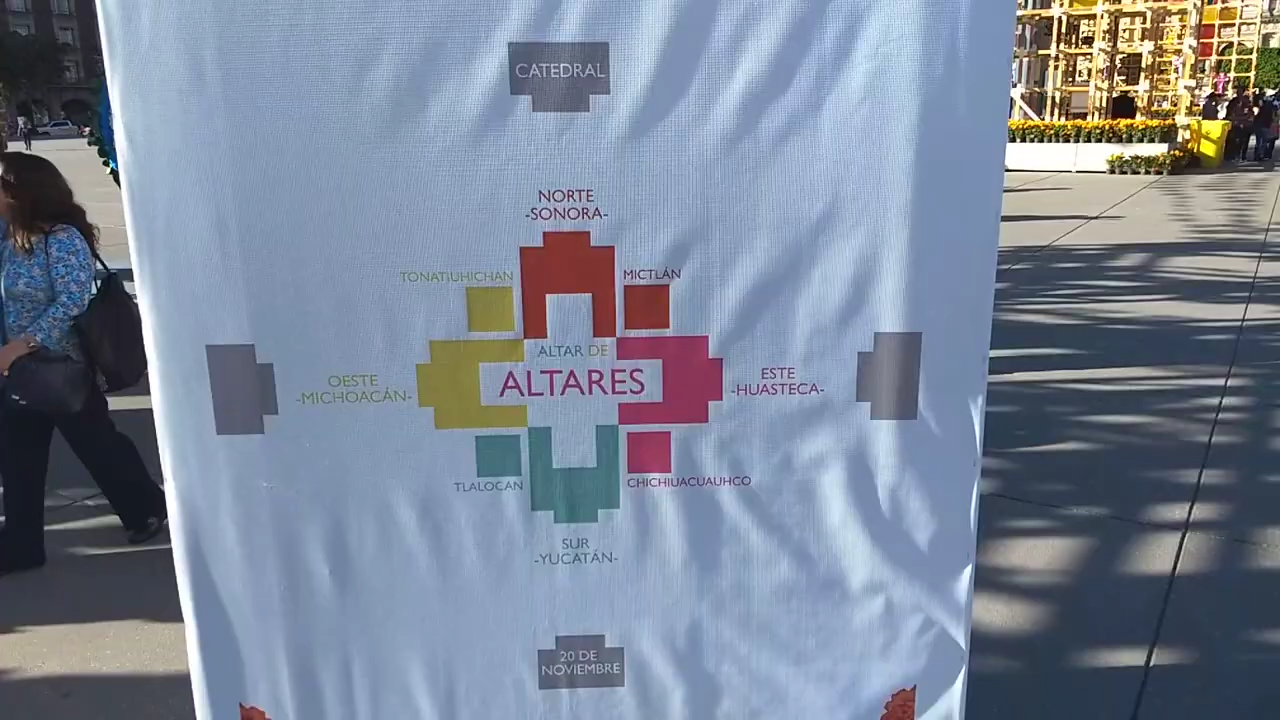 CATEDRAL
NORTE
-SONORA-
TONATIUHICHAN
MICTLÁN
ALTAR DE
ALTARES
OESTE
-MICHOACÁN-
ESTE
-HUASTECA-
TLALOCAN
CHICHIUACUAUHCO
SUR
-YUCATÁN-
20 DE
NOVIEMBRE